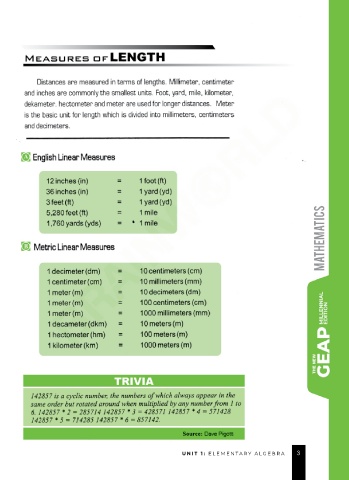 MEASURES OF LENGTH
Distances are measured in terms of lengths. Millimeter, centimeter
and inches are commonly the smallest units. Foot, yard, mile, kilometer,
dekameter, hectometer and meter are used for longer distances. Meter
is the basic unit for length which is divided into millimeters, centimeters
and decimeters.
English Linear Measures
12 inches (in) = 1 foot (ft)
36 inches (in) = 1 yard (yd)
3 feet (ft) = 1 yard (yd)
5,280 feet (ft) = 1 mile
1,760 yards (yds) = * 1 mile
Metric Linear Measures
1 decimeter (dm) = 10 centimeters (cm)
1 centimeter (cm) = 10 millimeters (mm)
1 meter (m) = 10 decimeters (dm)
1 meter (m) = 100 centimeters (cm)
1 meter (m) = 1000 millimeters (mm)
1 decameter (dkm) = 10 meters (m)
1 hectometer (hm) = 100 meters (m)
1 kilometer (km) = 1000 meters (m)
TRIVIA
142857 is a cyclic number, the numbers of which always appear in the
same order but rotated around when multiplied by any number from 1 to
6. 142857 * 2 = 285714 142857 * 3 = 428571 142857 * 4 = 571428
142857 * 5 = 714285 142857 * 6 = 857142.
Source: Dave Pigott
UNIT 1: ELEMENTARY ALGEBRA 3
MATHEMATICS
THE NEW GEAP MILLENNIAL EDITION